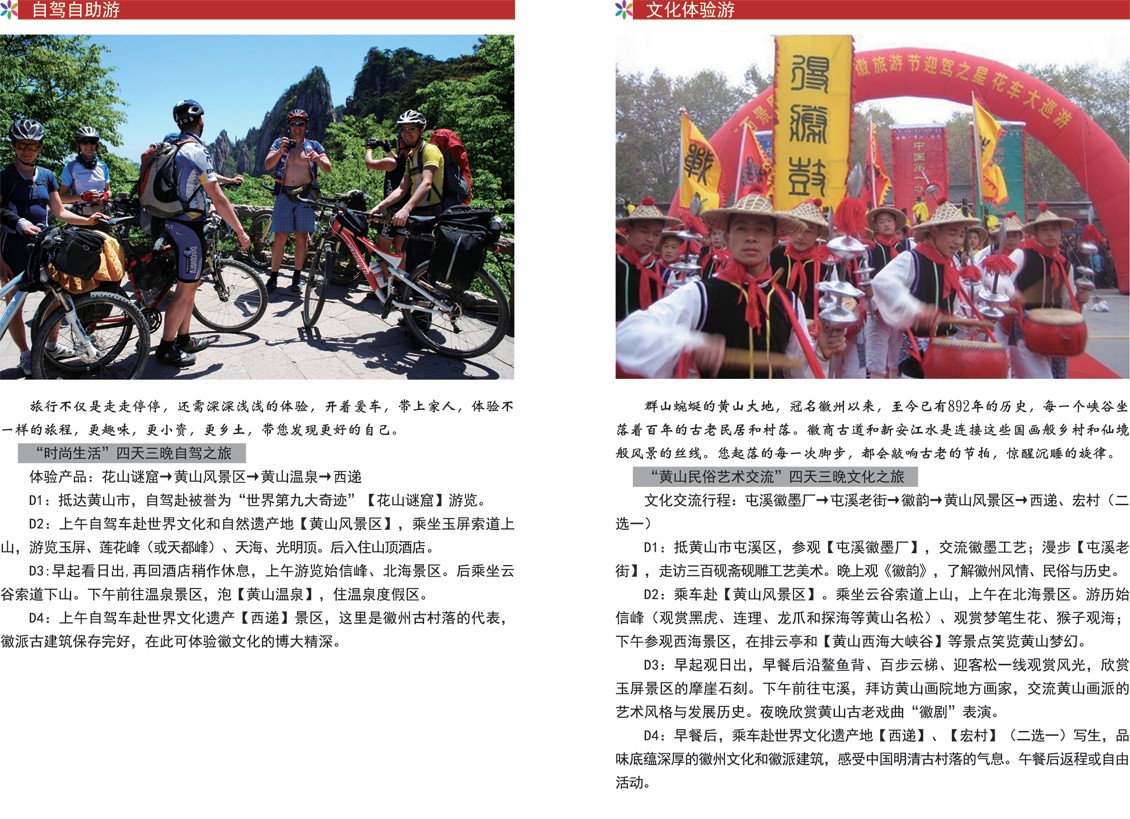 自驾自助游
旅行不仅是走走停停，还需深深浅浅的体验，开着爱车，带上家人，体验不
一样的旅程，更趣味，更小资，更乡土，带您发现更好的自己。
“时尚生活”四天三晚自驾之旅
体验产品：花山谜窟→黄山风景区→黄山温泉→西递
D1：抵达黄山市，自驾赴被誉为“世界第九大奇迹”【花山谜窟】游览。
D2：上午自驾车赴世界文化和自然遗产地【黄山风景区】，乘坐玉屏索道上
山，游览玉屏、莲花峰（或天都峰）、天海、光明顶。后入住山顶酒店。
D3:早起看日出,再回酒店稍作休息，上午游览始信峰、北海景区。后乘坐云
谷索道下山。下午前往温泉景区，泡【黄山温泉】，住温泉度假区。
D4：上午自驾车赴世界文化遗产【西递】景区，这里是徽州古村落的代表，
徽派古建筑保存完好，在此可体验徽文化的博大精深。
文化体验游
徽旅游节迎驾之星花车大巡游
得胜鼓
戰
群山蜿蜒的黄山大地，冠名徽州以来，至今已有892年的历史，每一个峡谷坐
落着百年的古老民居和村落。徽商古道和新安江水是连接这些国画般乡村和仙境
般风景的丝线。您起落的每一次脚步，都会敲响古老的节拍，惊醒沉睡的旋律。
“黄山民俗艺术交流”四天三晚文化之旅
文化交流行程：屯溪徽墨厂→屯溪老街→徽韵→黄山风景区→西递、宏村（二
选一）
D1：抵黄山市屯溪区，参观【屯溪徽墨厂】，交流徽墨工艺；漫步【屯溪老
街】，走访三百砚斋砚雕工艺美术。晚上观《徽韵》，了解徽州风情、民俗与历史。
D2：乘车赴【黄山风景区】。乘坐云谷索道上山，上午在北海景区。游历始
信峰（观赏黑虎、连理、龙爪和探海等黄山名松）、观赏梦笔生花、猴子观海；
下午参观西海景区，在排云亭和【黄山西海大峡谷】等景点笑览黄山梦幻。
D3：早起观日出，早餐后沿鳌鱼背、百步云梯、迎客松一线观赏风光，欣赏
玉屏景区的摩崖石刻。下午前往屯溪，拜访黄山画院地方画家，交流黄山画派的
艺术风格与发展历史。夜晚欣赏黄山古老戏曲“徽剧”表演。
D4：早餐后，乘车赴世界文化遗产地【西递】、【宏村】（二选一）写生，品
味底蕴深厚的徽州文化和徽派建筑，感受中国明清古村落的气息。午餐后返程或自由
活动。